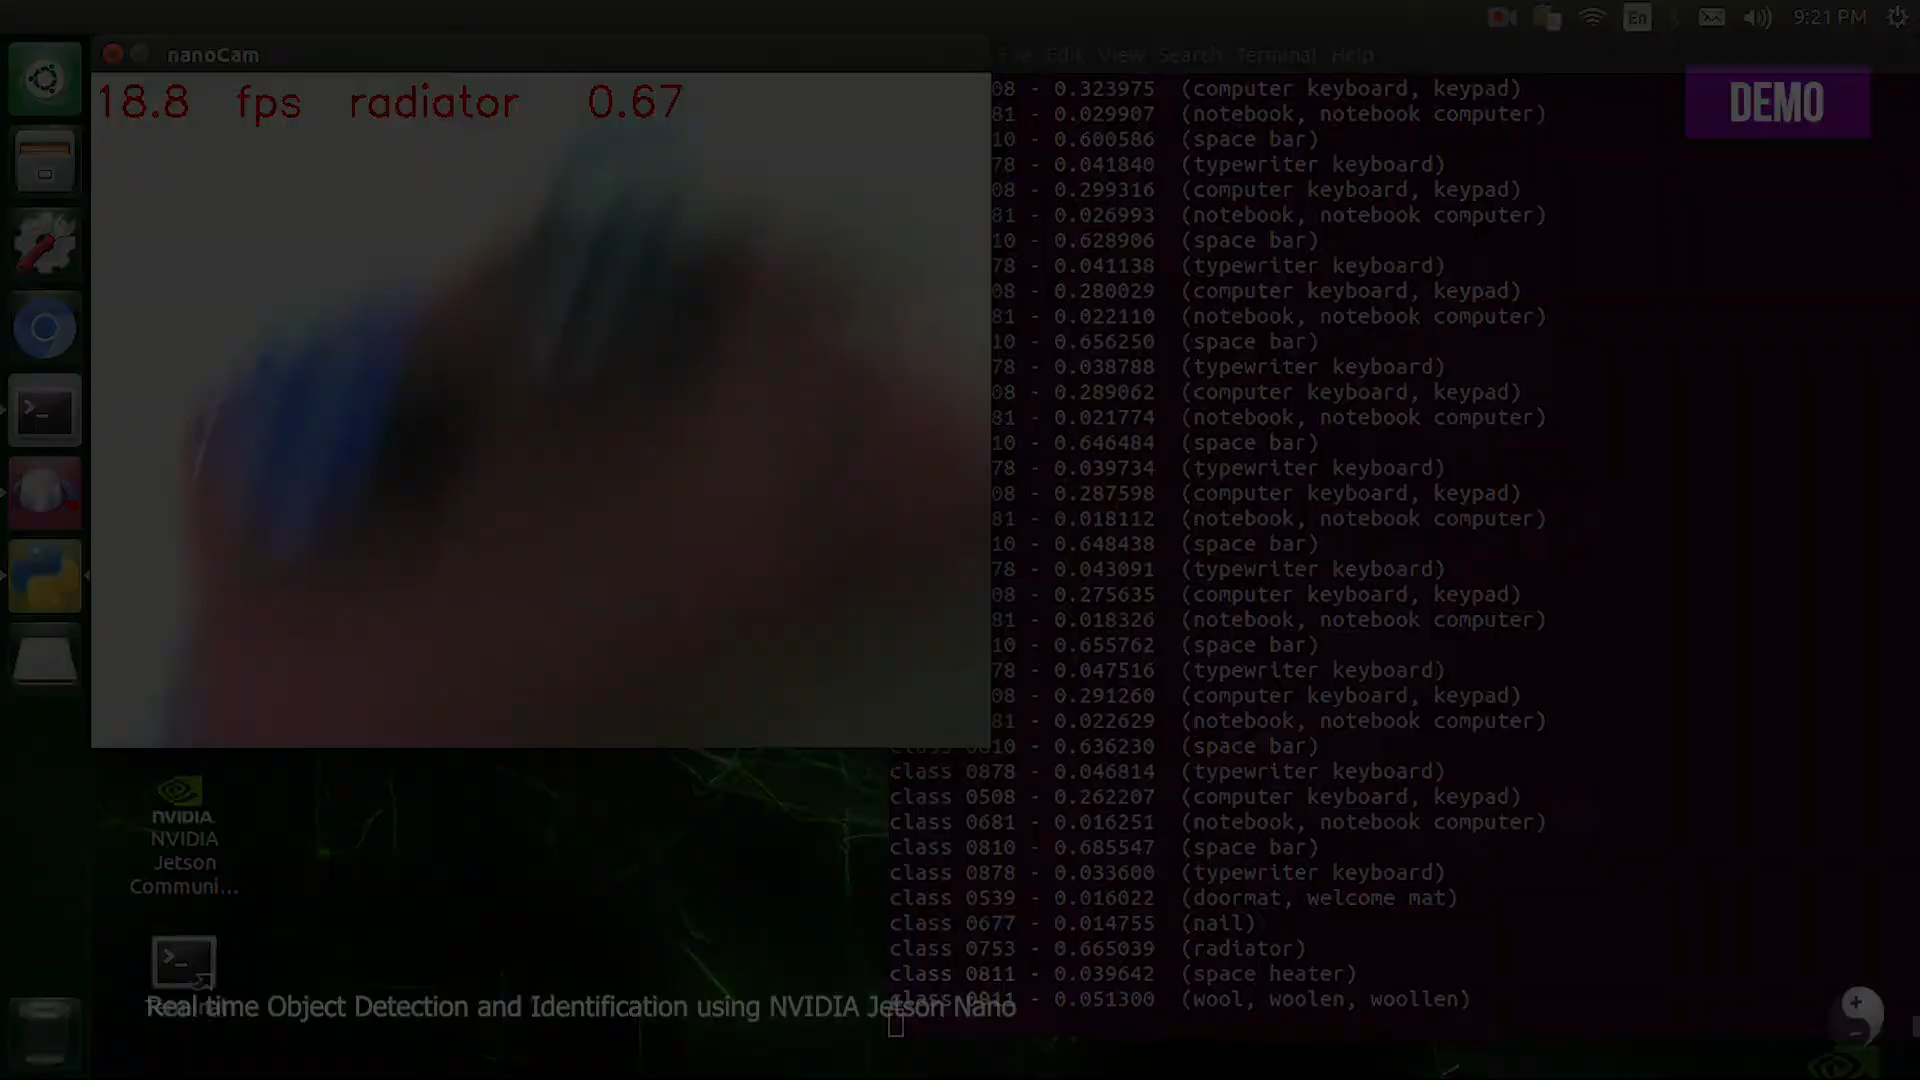 9:21 PM
En
nanoCam
File Edit View Search Terminal Help
DEMO
18.8 fps radiator 0.67
08 - 0.323975 (computer keyboard, keypad)
81 - 0.029907 (notebook, notebook computer)
10 - 0.600586 (space bar)
78 - 0.041840 (typewriter keyboard)
08 - 0.299316 (computer keyboard, keypad)
81 - 0.026993 (notebook, notebook computer)
10 - 0.628906 (space bar)
78 - 0.041138 (typewriter keyboard)
08 - 0.280029 (computer keyboard, keypad)
81 - 0.022110 (notebook, notebook computer)
10 - 0.656250 (space bar)
78 - 0.038788 (typewriter keyboard)
08 - 0.289062 (computer keyboard, keypad)
81 - 0.021774 (notebook, notebook computer)
10 - 0.646484 (space bar)
78 - 0.039734 (typewriter keyboard)
08 - 0.287598 (computer keyboard, keypad)
81 - 0.018112 (notebook, notebook computer)
10 - 0.648438 (space bar)
78 - 0.043091 (typewriter keyboard)
08 - 0.275635 (computer keyboard, keypad)
81 - 0.018326 (notebook, notebook computer)
10 - 0.655762 (space bar)
78 - 0.047516 (typewriter keyboard)
08 - 0.291260 (computer keyboard, keypad)
81 - 0.022629 (notebook, notebook computer)
class 0810 - 0.636230 (space bar)
class 0878 - 0.046814 (typewriter keyboard)
class 0508 - 0.262207 (computer keyboard, keypad)
class 0681 - 0.016251 (notebook, notebook computer)
class 0810 - 0.685547 (space bar)
class 0878 - 0.033600 (typewriter keyboard)
class 0539 - 0.016022 (doormat, welcome mat)
class 0677 - 0.014755 (nail)
class 0753 - 0.665039 (radiator)
class 0811 - 0.039642 (space heater)
class 0911 - 0.051300 (wool, woolen, woollen)
NVIDIA.
NVIDIA
Jetson
Communi...
Real time Object Detection and Identification using NVIDIA Jetson Nano